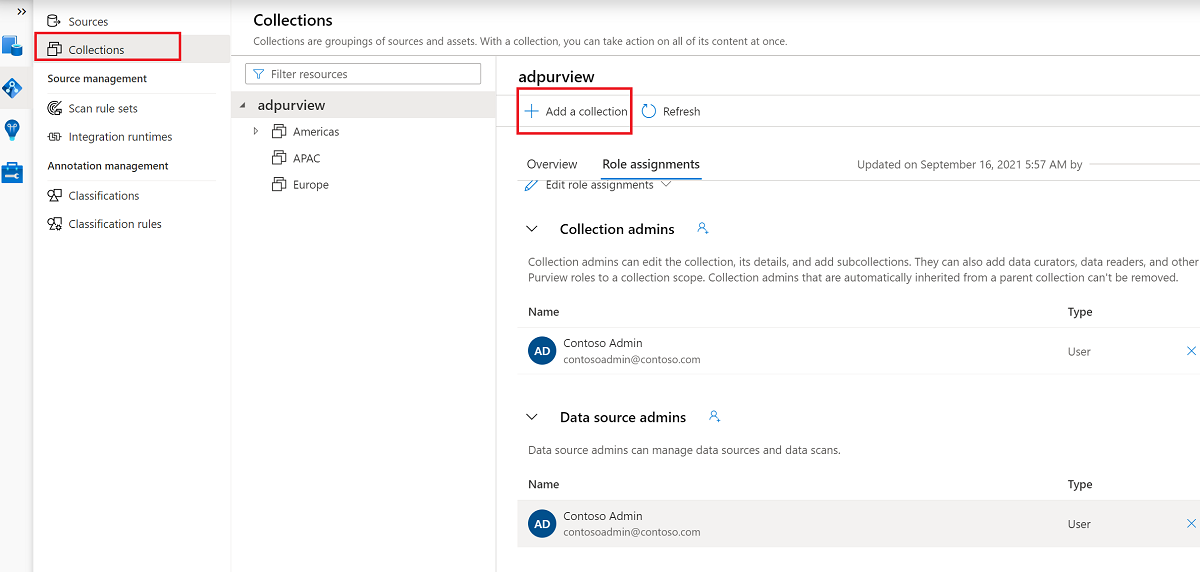 Sources
Collections
Source management
Scan rule sets
Integration runtimes
Annotation management
Classifications
Classification rules
Collections
Collections are groupings of sources and assets. With a collection, you can take action on all of its content at once.
Filter resources
adpurview
Americas
APAC
Europe
adpurview
Add a collection
Refresh
Overview
Role assignments
Updated on September 16, 2021 5:57 AM by
Edit role assignments
Collection admins
Collection admins can edit the collection, its details, and add subcollections. They can also add data curators, data readers, and other
Purview roles to a collection scope. Collection admins that are automatically inherited from a parent collection can't be removed.
Name Type
AD Contoso Admin User
contosoadmin@contoso.com
Data source admins
Data source admins can manage data sources and data scans.
Name Type
AD Contoso Admin User
contosoadmin@contoso.com